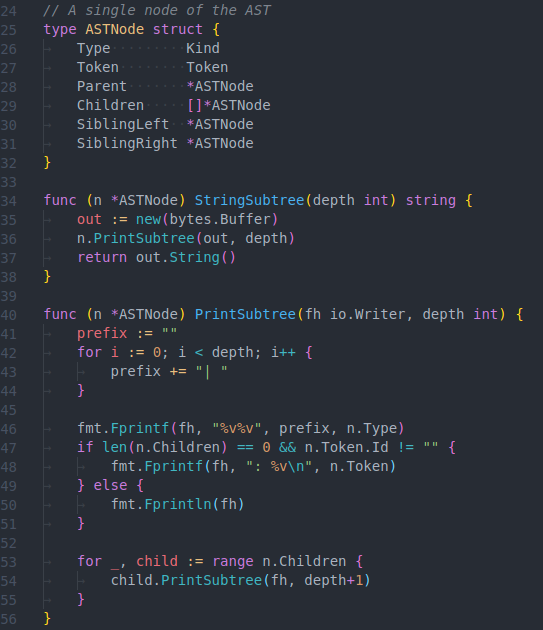 24 // A single node of the AST
25 type ASTNode struct {
26     Type         Kind
27     Token        Token
28     Parent       *ASTNode
29     Children     []*ASTNode
30     SiblingLeft  *ASTNode
31     SiblingRight *ASTNode
32 }
33
34 func (n *ASTNode) StringSubtree(depth int) string {
35     out := new(bytes.Buffer)
36     n.PrintSubtree(out, depth)
37     return out.String()
38 }
39
40 func (n *ASTNode) PrintSubtree(fh io.Writer, depth int) {
41     prefix := ""
42     for i := 0; i < depth; i++ {
43         prefix += "| "
44     }
45
46     fmt.Fprintf(fh, "%v%v", prefix, n.Type)
47     if len(n.Children) == 0 && n.Token.Id != "" {
48         fmt.Fprintf(fh, ": %v\n", n.Token)
49     } else {
50         fmt.Fprintln(fh)
51     }
52
53     for _, child := range n.Children {
54         child.PrintSubtree(fh, depth+1)
55     }
56 }